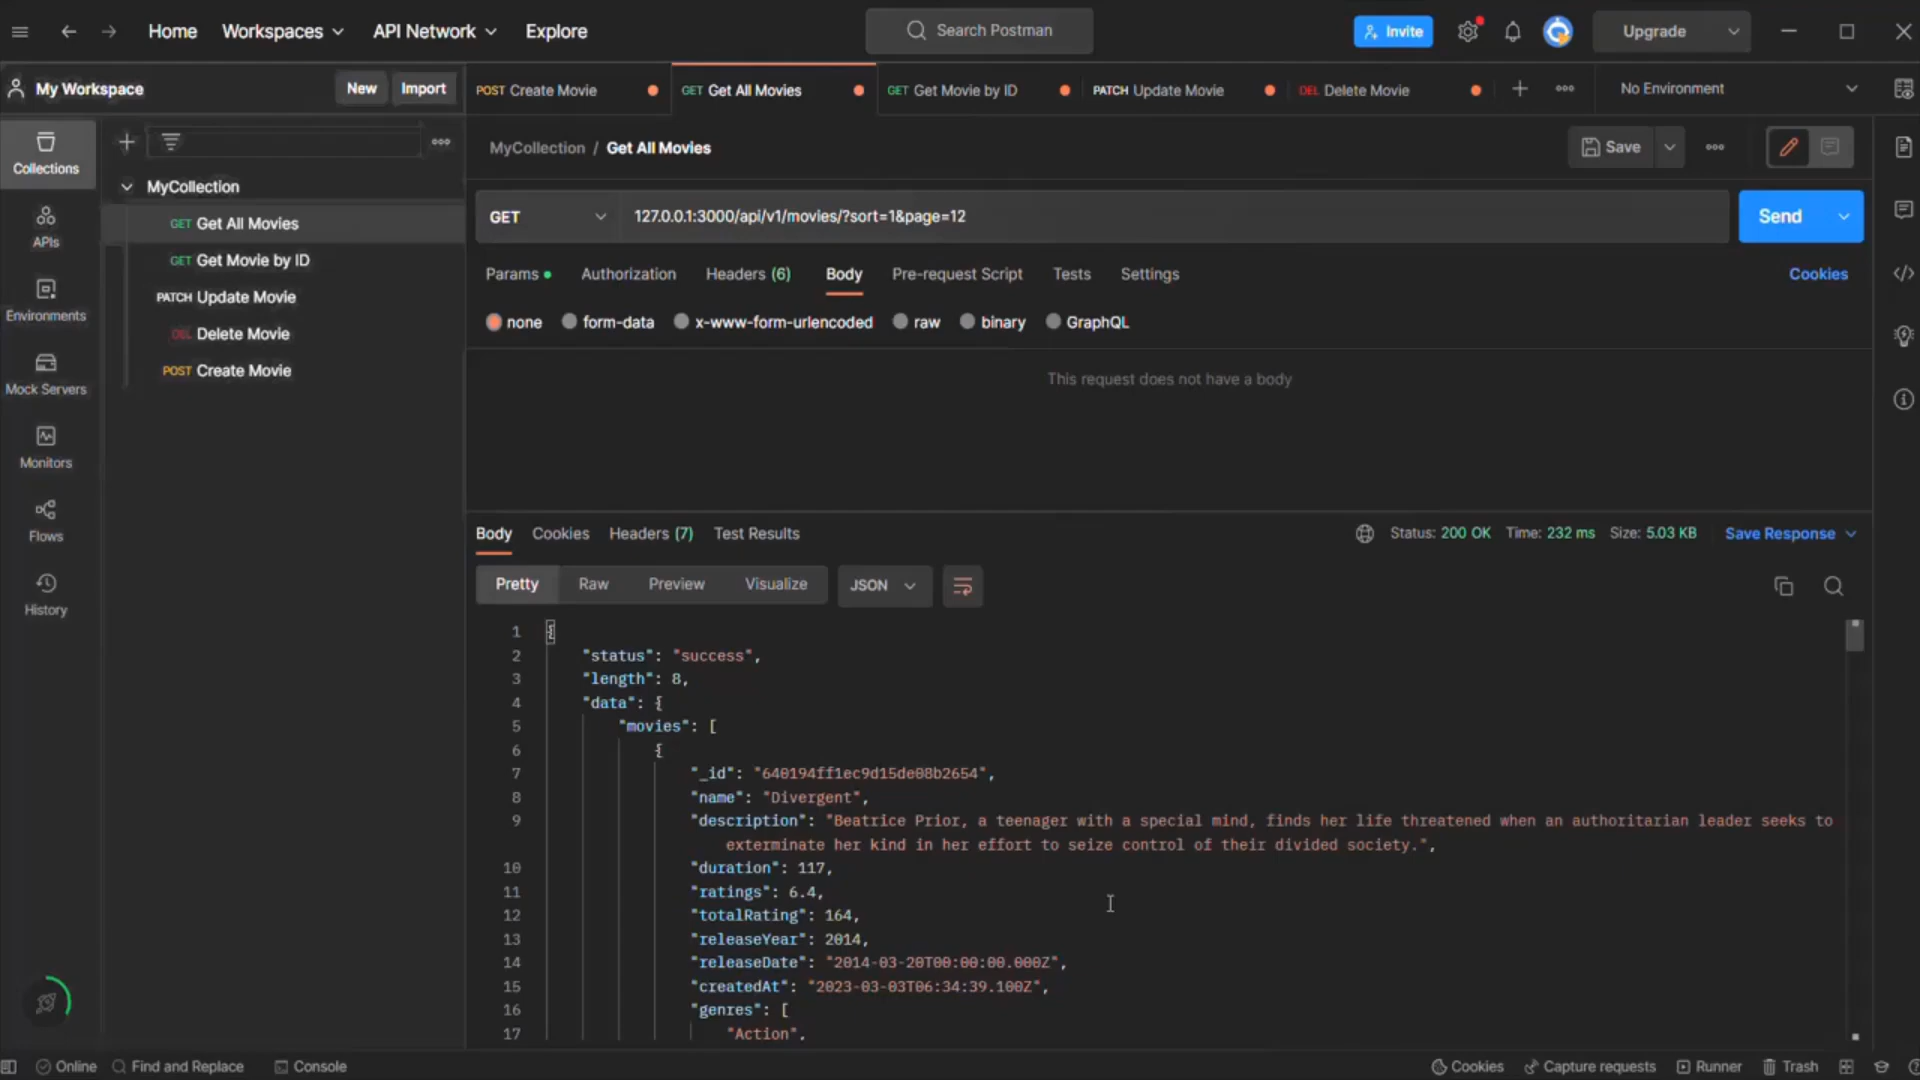 Home Workspaces API Network Explore Search Postman Invite Upgrade
My Workspace New Import POST Create Movie GET Get All Movies GET Get Movie by ID PATCH Update Movie DEL Delete Movie No Environment
Collections
MyCollection / Get All Movies Save
MyCollection
GET Get All Movies
GET Get Movie by ID
PATCH Update Movie
DEL Delete Movie
POST Create Movie
APIs
Environments
Mock Servers
Monitors
Flows
History
GET 127.0.0.1:3000/api/v1/movies/?sort=1&page=12 Send
Params Authorization Headers (6) Body Pre-request Script Tests Settings Cookies
none form-data x-www-form-urlencoded raw binary GraphQL
This request does not have a body
Body Cookies Headers (7) Test Results Status: 200 OK Time: 232 ms Size: 5.03 KB Save Response
Pretty Raw Preview Visualize JSON
1 {
2 "status": "success",
3 "length": 8,
4 "data": {
5 "movies": [
6 {
7 "_id": "640194ff1ec9d15de08b2654",
8 "name": "Divergent",
9 "description": "Beatrice Prior, a teenager with a special mind, finds her life threatened when an authoritarian leader seeks to
exterminate her kind in her effort to seize control of their divided society.",
10 "duration": 117,
11 "ratings": 6.4,
12 "totalRating": 164,
13 "releaseYear": 2014,
14 "releaseDate": "2014-03-20T00:00:00.000Z",
15 "createdAt": "2023-03-03T06:34:39.100Z",
16 "genres": [
17 "Action",
Online Find and Replace Console Cookies Capture requests Runner Trash